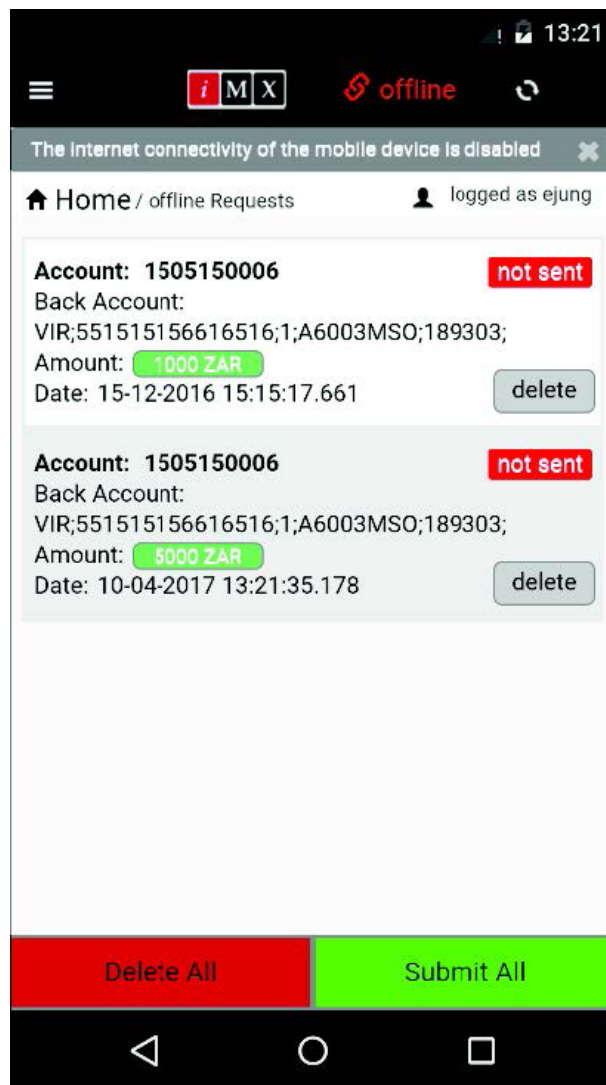 13:21
iMX offline
The Internet connectivity of the mobile device is disabled
Home / offline Requests logged as ejung
Account: 1505150006 not sent
Back Account:
VIR;551515156616516;1;A6003MSO;189303;
Amount: 1000 ZAR
Date: 15-12-2016 15:15:17.661 delete
Account: 1505150006 not sent
Back Account:
VIR;551515156616516;1;A6003MSO;189303;
Amount: 5000 ZAR
Date: 10-04-2017 13:21:35.178 delete
Delete All Submit All